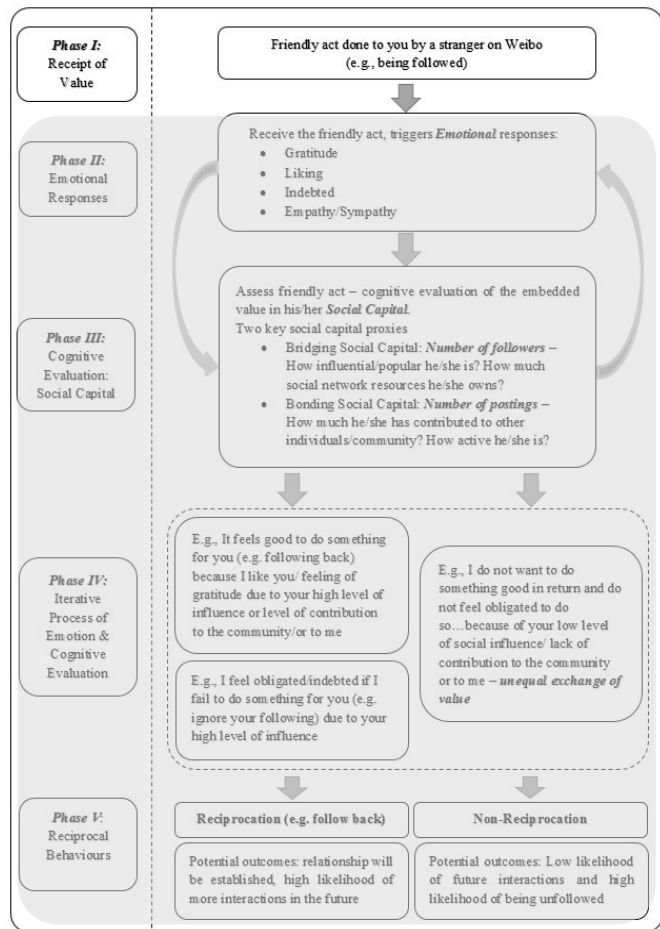 Phase I:
Receipt of
Value
Friendly act done to you by a stranger on Weibo
(e.g., being followed)
Phase II:
Emotional
Responses
Receive the friendly act, triggers Emotional responses:
• Gratitude
• Liking
• Indebted
• Empathy/Sympathy
Phase III:
Cognitive
Evaluation:
Social Capital
Assess friendly act – cognitive evaluation of the embedded
value in his/her Social Capital.
Two key social capital proxies
• Bridging Social Capital: Number of followers –
How influential/popular he/she is? How much
social network resources he/she owns?
• Bonding Social Capital: Number of postings –
How much he/she has contributed to other
individuals/community? How active he/she is?
Phase IV:
Iterative
Process of
Emotion &
Cognitive
Evaluation
E.g., It feels good to do something
for you (e.g. following back)
because I like you/ feeling of
gratitude due to your high level of
influence or level of contribution
to the community/or to me
E.g., I feel obligated/indebted if I
fail to do something for you (e.g.
ignore your following) due to your
high level of influence
E.g., I do not want to do
something good in return and do
not feel obligated to do
so…because of your low level
of social influence/ lack of
contribution to the community
or to me – unequal exchange of
value
Phase V:
Reciprocal
Behaviours
Reciprocation (e.g. follow back)
Potential outcomes: relationship will
be established, high likelihood of
more interactions in the future
Non-Reciprocation
Potential outcomes: Low likelihood
of future interactions and high
likelihood of being unfollowed